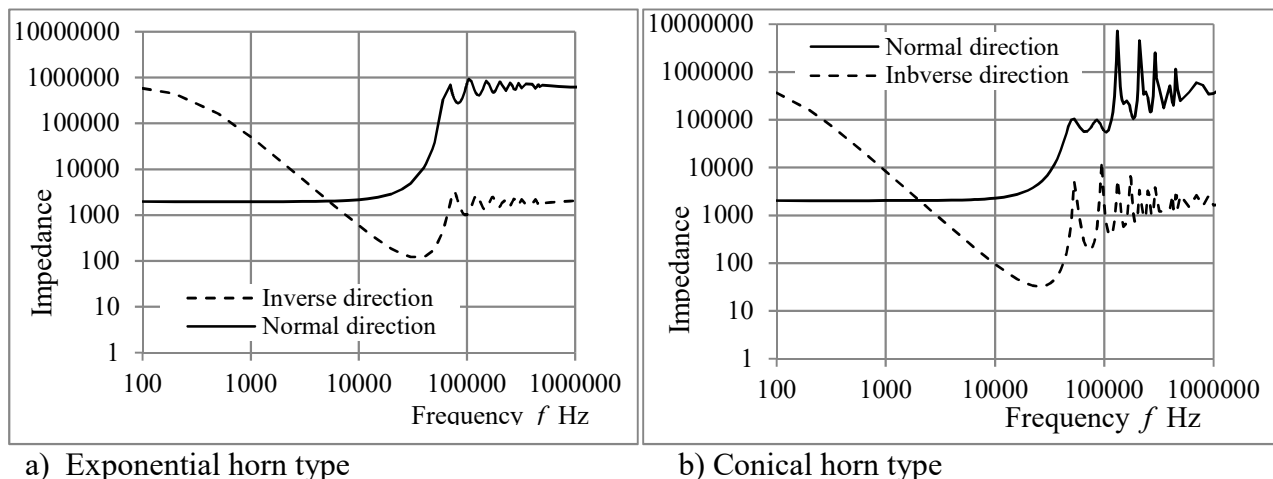 10000000
1000000
100000
10000
1000
100
10
1
Impedance
Inverse direction
Normal direction
100 1000 10000 100000 1000000
Frequency f Hz
a) Exponential horn type
10000000
1000000
100000
10000
1000
100
10
1
Impedance
Normal direction
Inbverse direction
100 1000 10000 100000 1000000
Frequency f Hz
b) Conical horn type